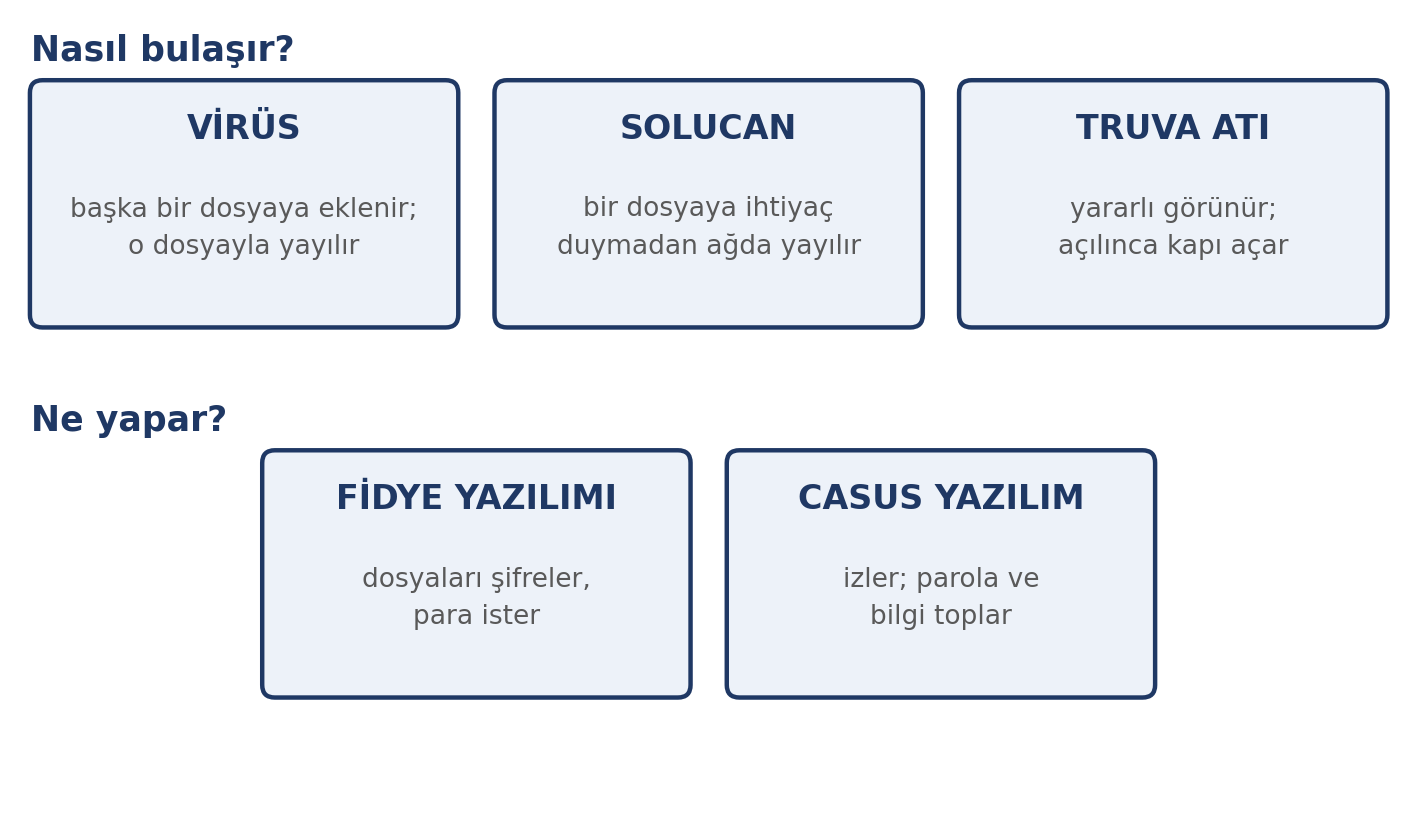 Nasıl bulaşır?
VİRÜS
başka bir dosyaya eklenir;
o dosyayla yayılır
SOLUCAN
bir dosyaya ihtiyaç
duymadan ağda yayılır
TRUVA ATI
yararlı görünür;
açılınca kapı açar
Ne yapar?
FİDYE YAZILIMI
dosyaları şifreler,
para ister
CASUS YAZILIM
izler; parola ve
bilgi toplar